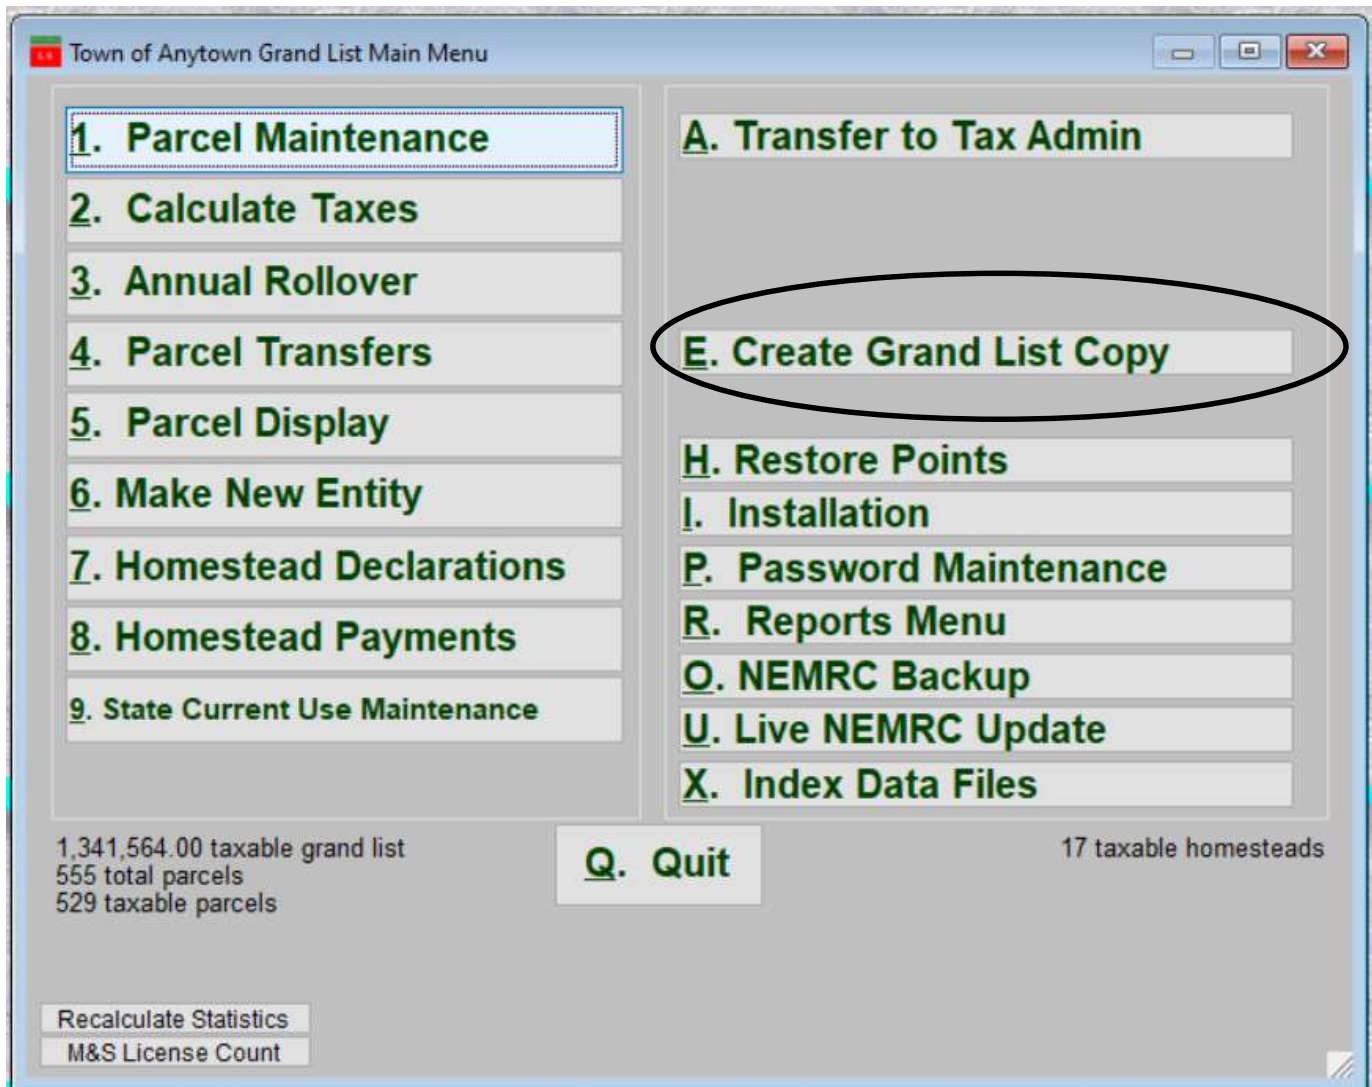 Town of Anytown Grand List Main Menu
1. Parcel Maintenance
2. Calculate Taxes
3. Annual Rollover
4. Parcel Transfers
5. Parcel Display
6. Make New Entity
7. Homestead Declarations
8. Homestead Payments
9. State Current Use Maintenance
A. Transfer to Tax Admin
E. Create Grand List Copy
H. Restore Points
I. Installation
P. Password Maintenance
R. Reports Menu
O. NEMRC Backup
U. Live NEMRC Update
X. Index Data Files
1,341,564.00 taxable grand list
555 total parcels
529 taxable parcels
Q. Quit
17 taxable homesteads
Recalculate Statistics
M&S License Count